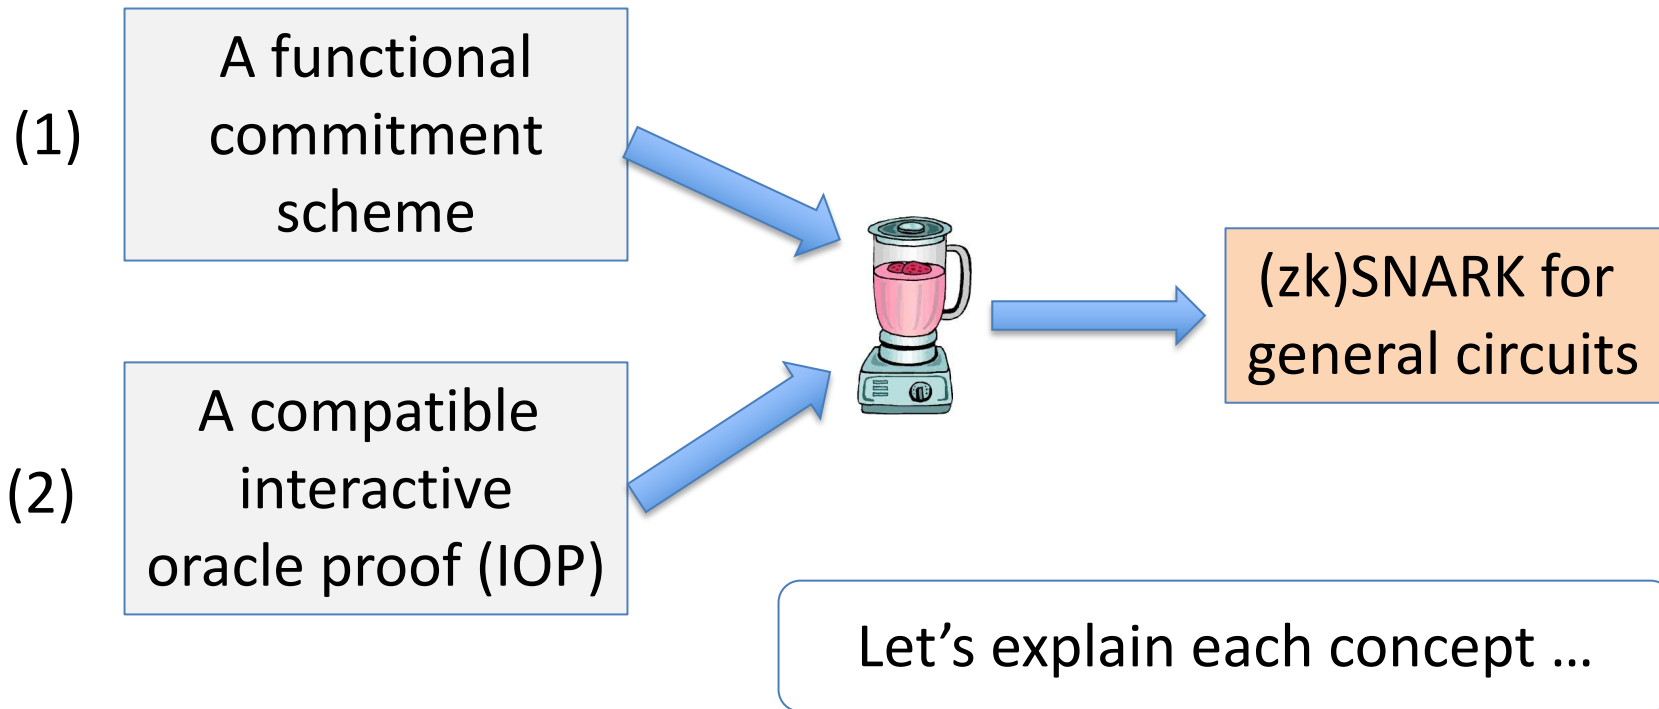 (1)
A functional
commitment
scheme
(2)
A compatible
interactive
oracle proof (IOP)
(zk)SNARK for
general circuits
Let’s explain each concept …